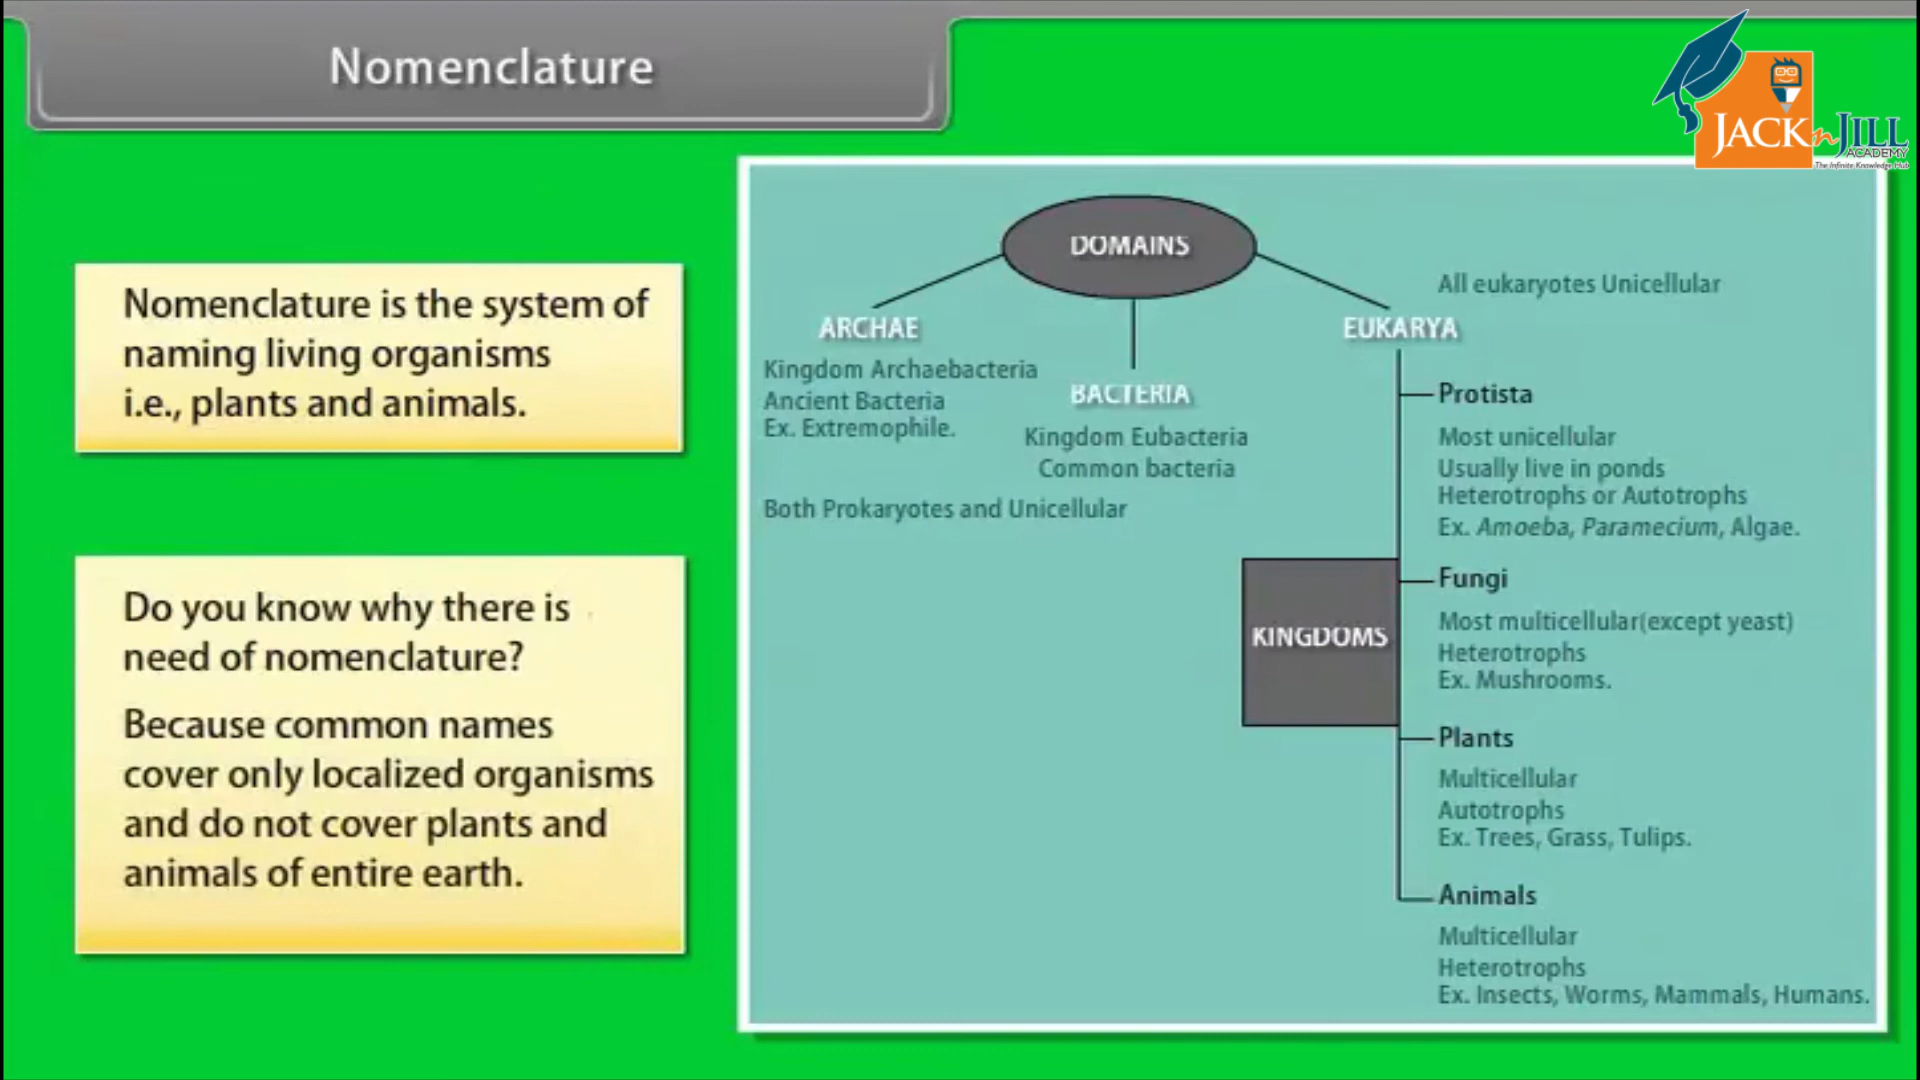 Nomenclature
JACK n JILL
ACADEMY
The Infinite Knowledge Hub
Nomenclature is the system of
naming living organisms
i.e., plants and animals.
Do you know why there is
need of nomenclature?
Because common names
cover only localized organisms
and do not cover plants and
animals of entire earth.
DOMAINS
ARCHAE
Kingdom Archaebacteria
Ancient Bacteria
Ex. Extremophile.
BACTERIA
Kingdom Eubacteria
Common bacteria
Both Prokaryotes and Unicellular
All eukaryotes Unicellular
EUKARYA
KINGDOMS
Protista
Most unicellular
Usually live in ponds
Heterotrophs or Autotrophs
Ex. Amoeba, Paramecium, Algae.
Fungi
Most multicellular(except yeast)
Heterotrophs
Ex. Mushrooms.
Plants
Multicellular
Autotrophs
Ex. Trees, Grass, Tulips.
Animals
Multicellular
Heterotrophs
Ex. Insects, Worms, Mammals, Humans.